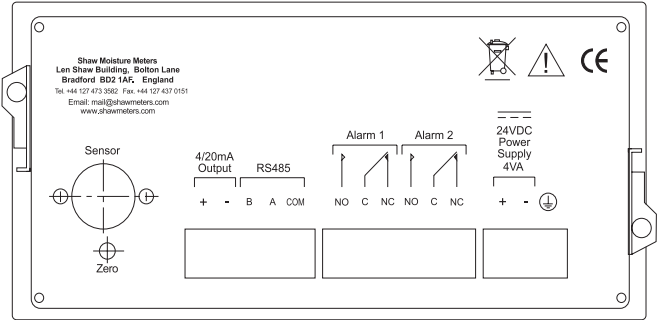 Shaw Moisture Meters
Len Shaw Building, Bolton Lane
Bradford BD2 1AF. England
Tel. +44 127 473 3582 Fax. +44 127 437 0151
Email: mail@shawmeters.com
www.shawmeters.com
CE
Sensor
Zero
4/20mA
Output
+ -
RS485
B A COM
Alarm 1
NO C NC
Alarm 2
NO C NC
24VDC
Power
Supply
4VA
+ -